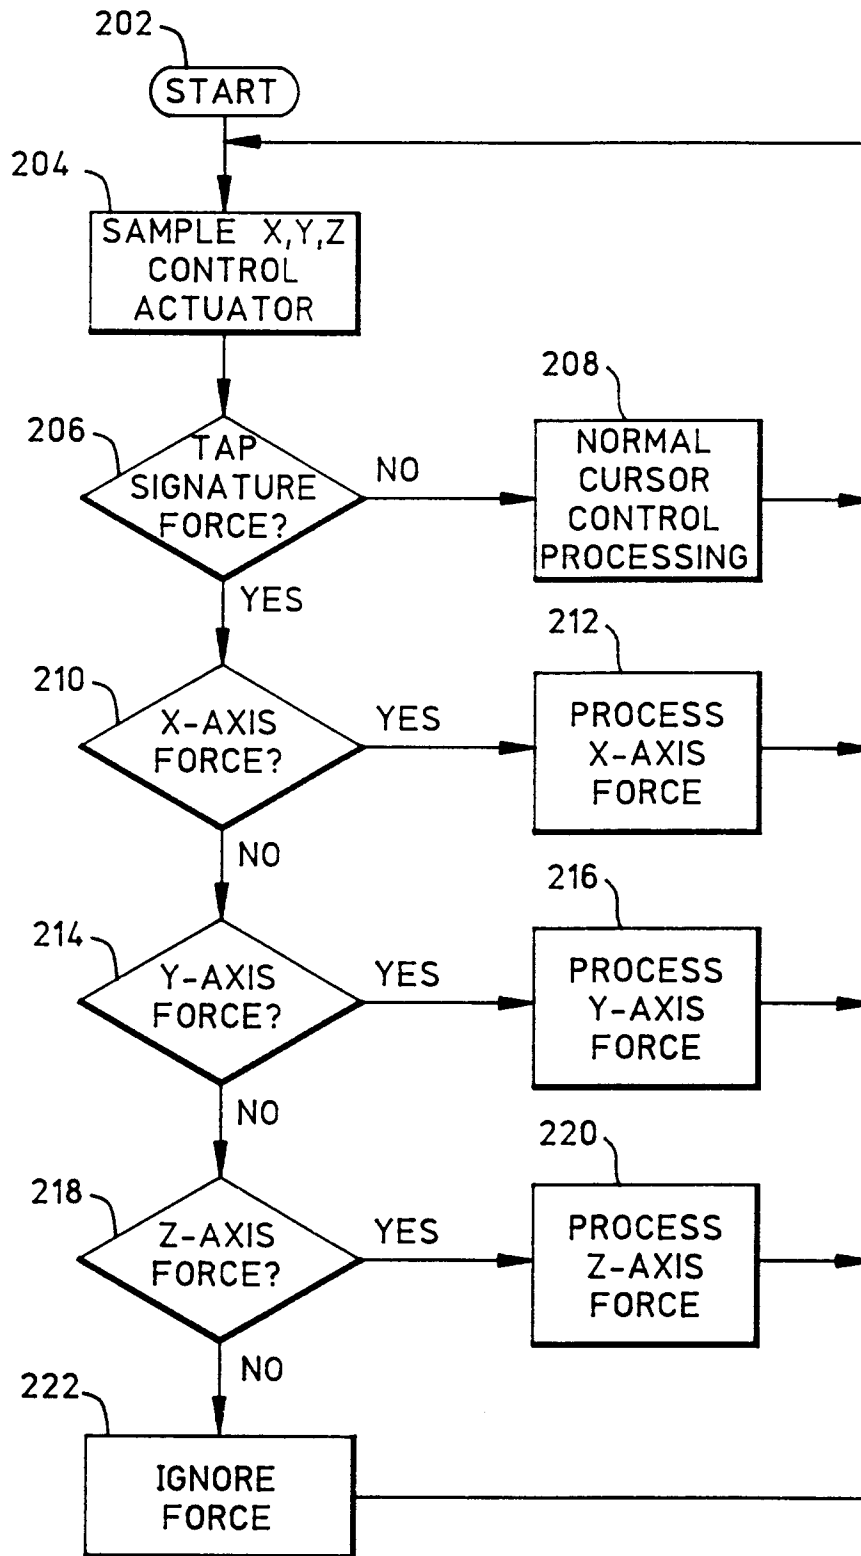 202
START
204
SAMPLE X,Y,Z
CONTROL
ACTUATOR
206
TAP
SIGNATURE
FORCE?
NO
208
NORMAL
CURSOR
CONTROL
PROCESSING
YES
210
X-AXIS
FORCE?
YES
212
PROCESS
X-AXIS
FORCE
NO
214
Y-AXIS
FORCE?
YES
216
PROCESS
Y-AXIS
FORCE
NO
218
Z-AXIS
FORCE?
YES
220
PROCESS
Z-AXIS
FORCE
NO
222
IGNORE
FORCE